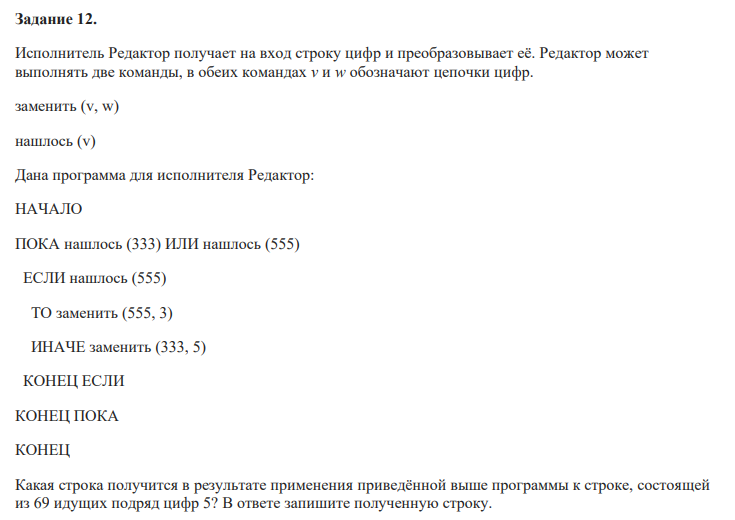 Задание 12.
Исполнитель Редактор получает на вход строку цифр и преобразовывает её. Редактор может
выполнять две команды, в обеих командах v и w обозначают цепочки цифр.
заменить (v, w)
нашлось (v)
Дана программа для исполнителя Редактор:
НАЧАЛО
ПОКА нашлось (333) ИЛИ нашлось (555)
ЕСЛИ нашлось (555)
ТО заменить (555, 3)
ИНАЧЕ заменить (333, 5)
КОНЕЦ ЕСЛИ
КОНЕЦ ПОКА
КОНЕЦ
Какая строка получится в результате применения приведённой выше программы к строке, состоящей
из 69 идущих подряд цифр 5? В ответе запишите полученную строку.